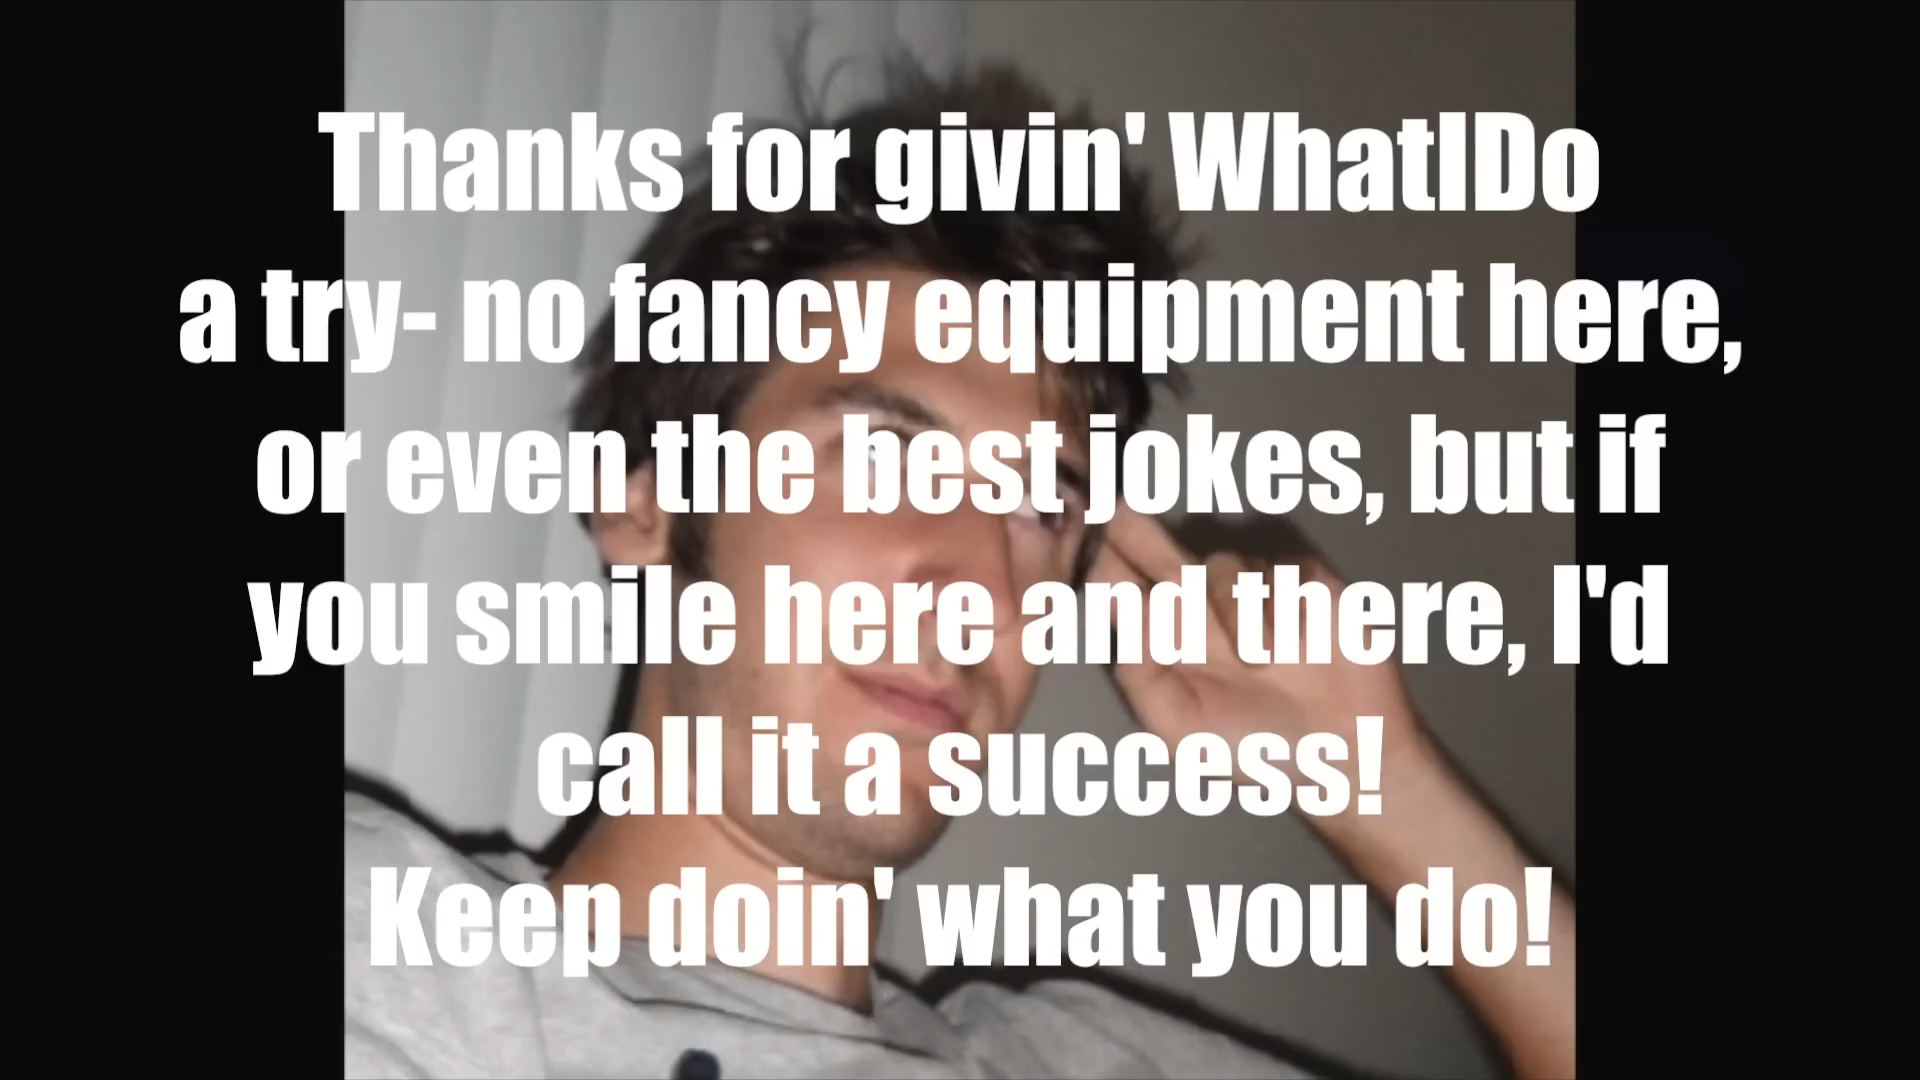 Thanks for givin' WhatIDo
a try- no fancy equipment here,
or even the best jokes, but if
you smile here and there, I'd
call it a success!
Keep doin' what you do!